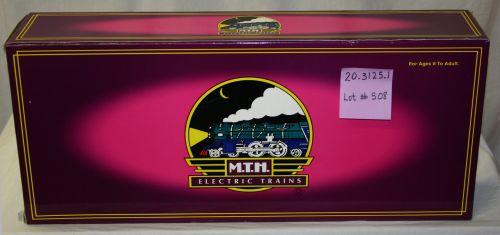 For Ages 8 To Adult.
20.3125.1
Lot # 508
M.T.H.
ELECTRIC TRAINS